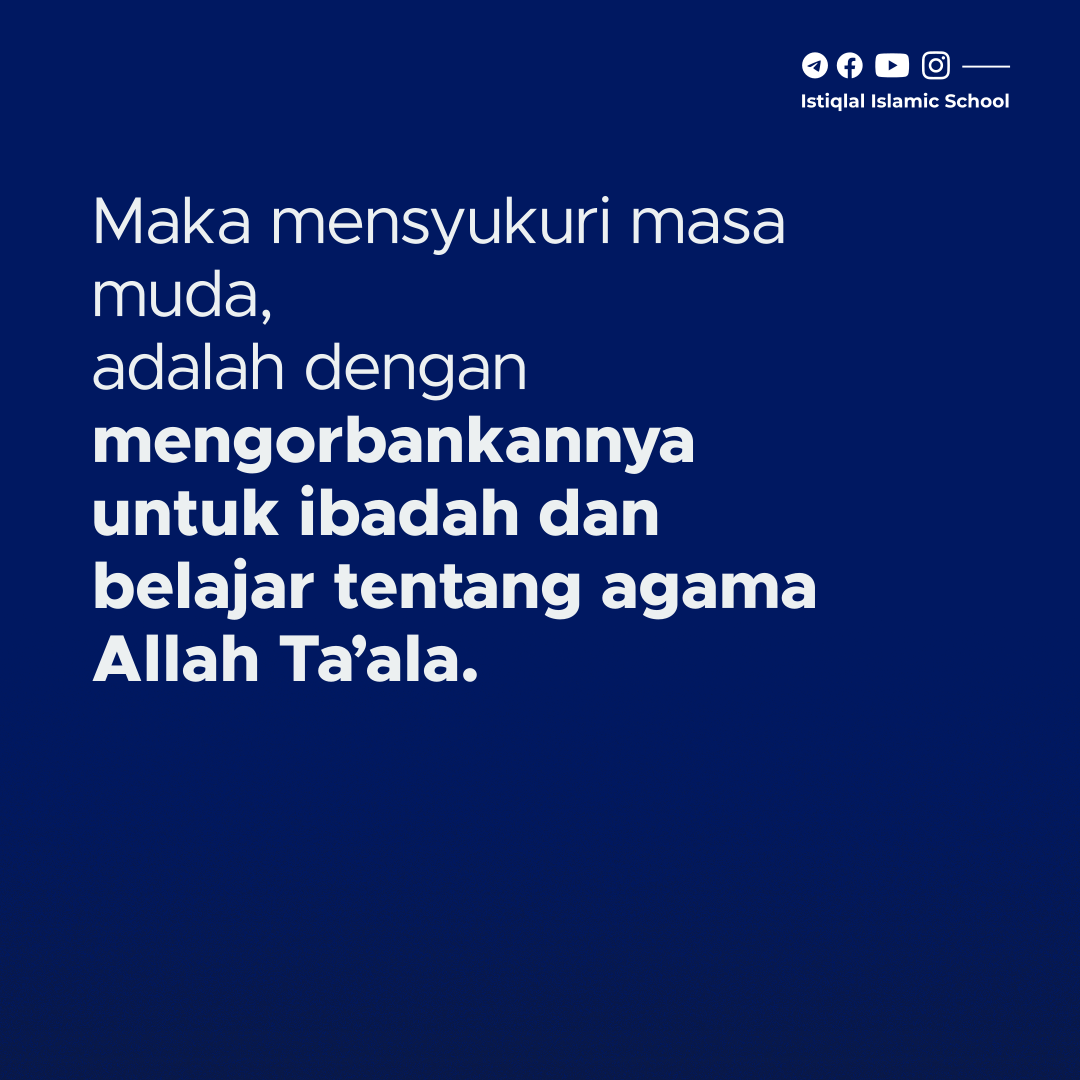 Istiqlal Islamic School
Maka mensyukuri masa
muda,
adalah dengan
mengorbankannya
untuk ibadah dan
belajar tentang agama
Allah Ta’ala.